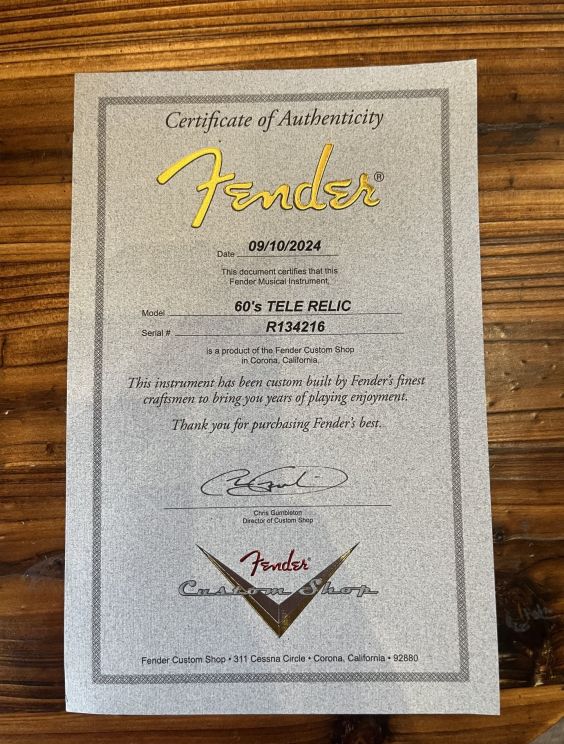 Certificate of Authenticity
Fender®
Date 09/10/2024
This document certifies that this
Fender Musical Instrument,
Model 60's TELE RELIC
Serial # R134216
is a product of the Fender Custom Shop
in Corona, California.
This instrument has been custom built by Fender's finest
craftsmen to bring you years of playing enjoyment.
Thank you for purchasing Fender's best.
Chris Gumbleton
Director of Custom Shop
Fender®
Custom Shop
Fender Custom Shop • 311 Cessna Circle • Corona, California • 92880